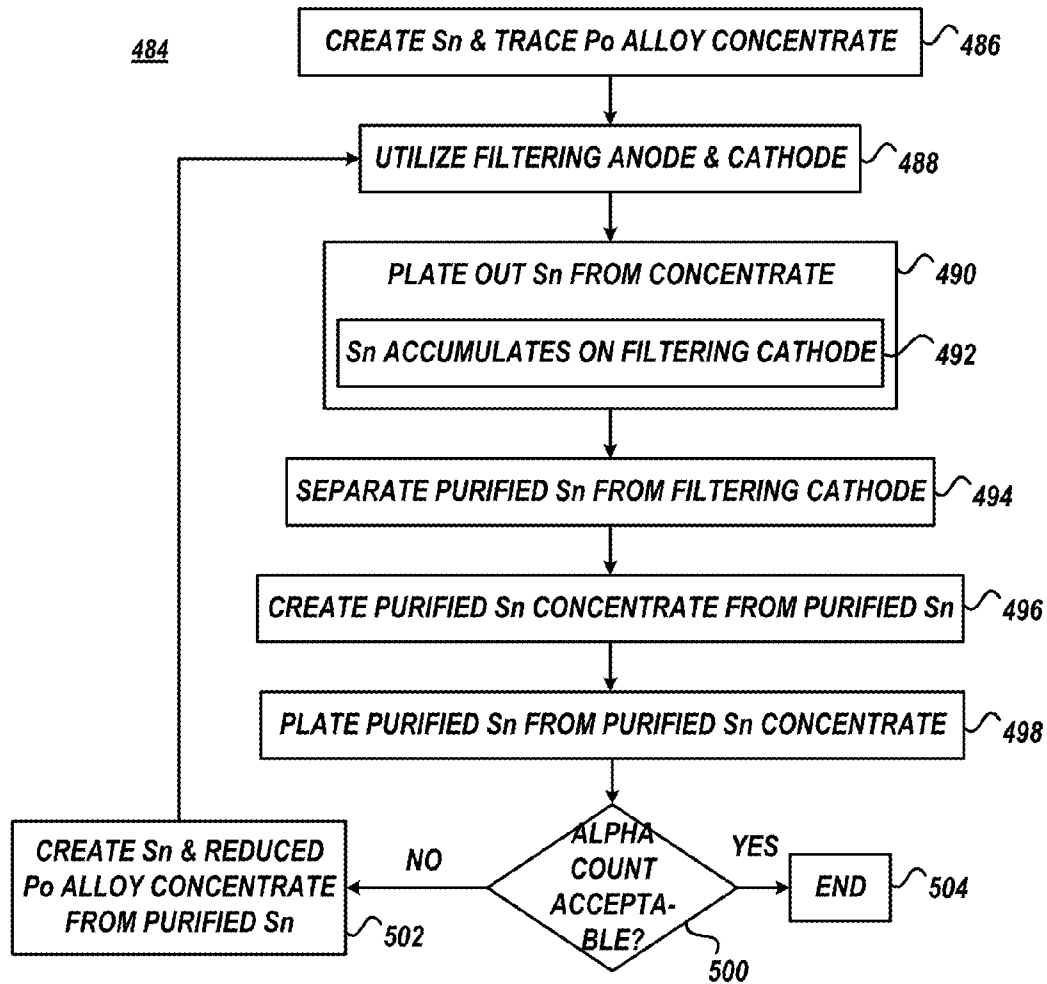 484
CREATE Sn & TRACE Po ALLOY CONCENTRATE
486
UTILIZE FILTERING ANODE & CATHODE
488
PLATE OUT Sn FROM CONCENTRATE
490
Sn ACCUMULATES ON FILTERING CATHODE
492
SEPARATE PURIFIED Sn FROM FILTERING CATHODE
494
CREATE PURIFIED Sn CONCENTRATE FROM PURIFIED Sn
496
PLATE PURIFIED Sn FROM PURIFIED Sn CONCENTRATE
498
ALPHA
COUNT
ACCEPTA-
BLE?
500
NO
YES
CREATE Sn & REDUCED
Po ALLOY CONCENTRATE
FROM PURIFIED Sn
502
END
504